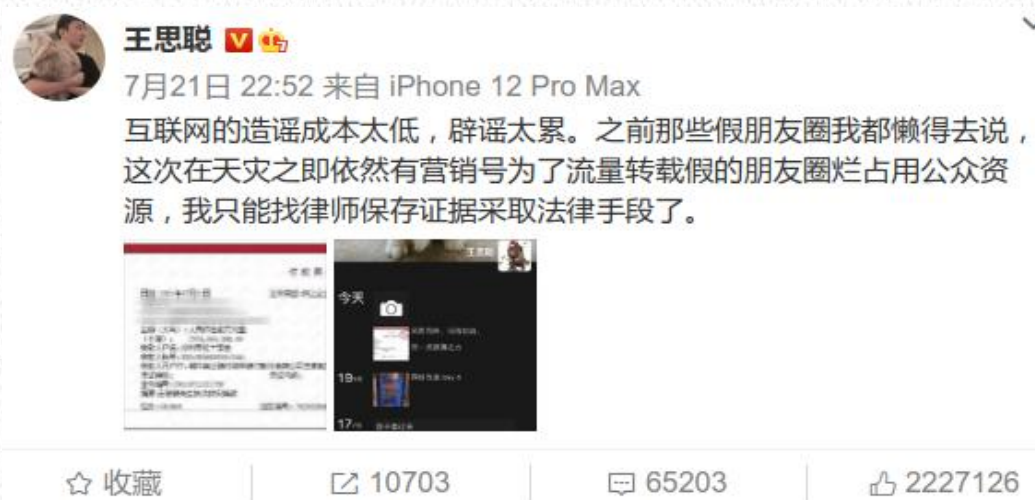 王思聪
7月21日 22:52 来自 iPhone 12 Pro Max
互联网的造谣成本太低，辟谣太累。之前那些假朋友圈我都懒得去说，
这次在天灾之即依然有营销号为了流量转载假的朋友圈烂占用公众资
源，我只能找律师保存证据采取法律手段了。
王思聪
今天
19
17
收藏
10703
65203
2227126